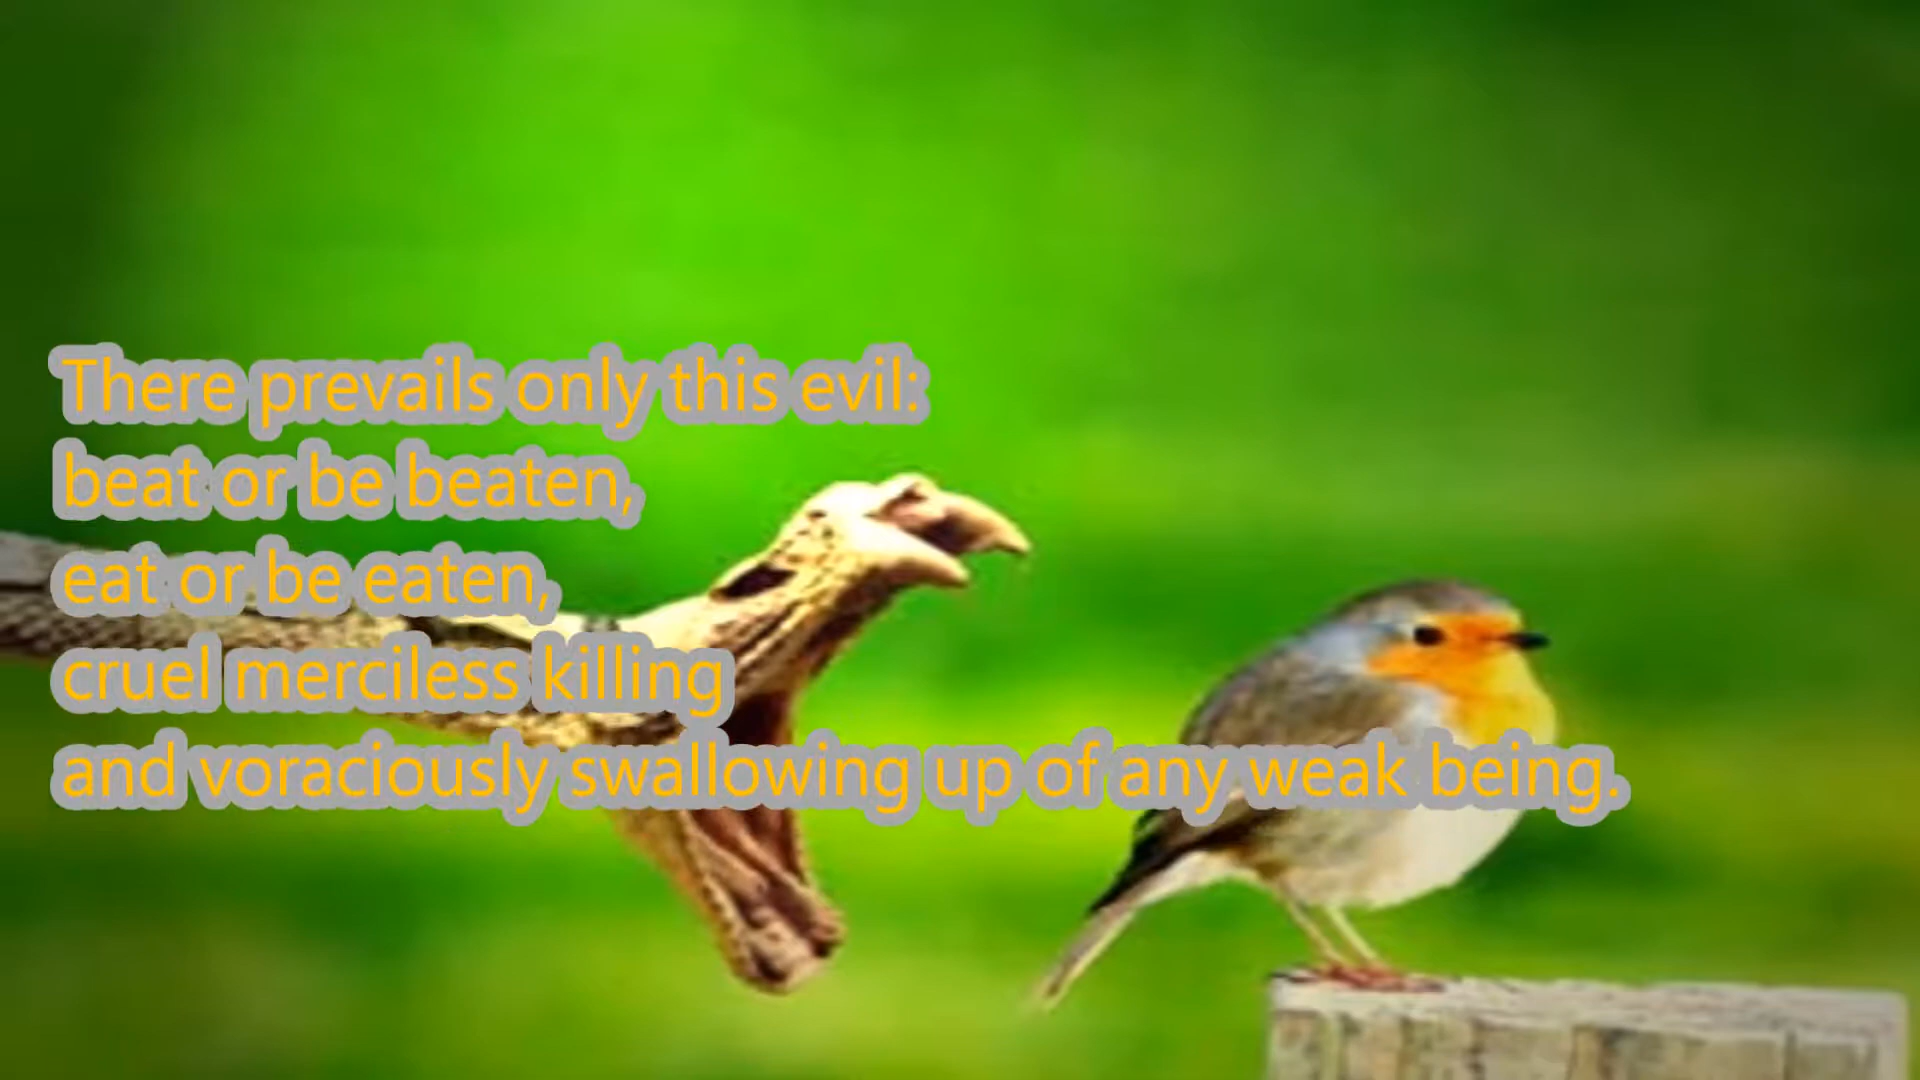 There prevails only this evil:
beat or be beaten,
eat or be eaten,
cruel merciless killing
and voraciously swallowing up of any weak being.